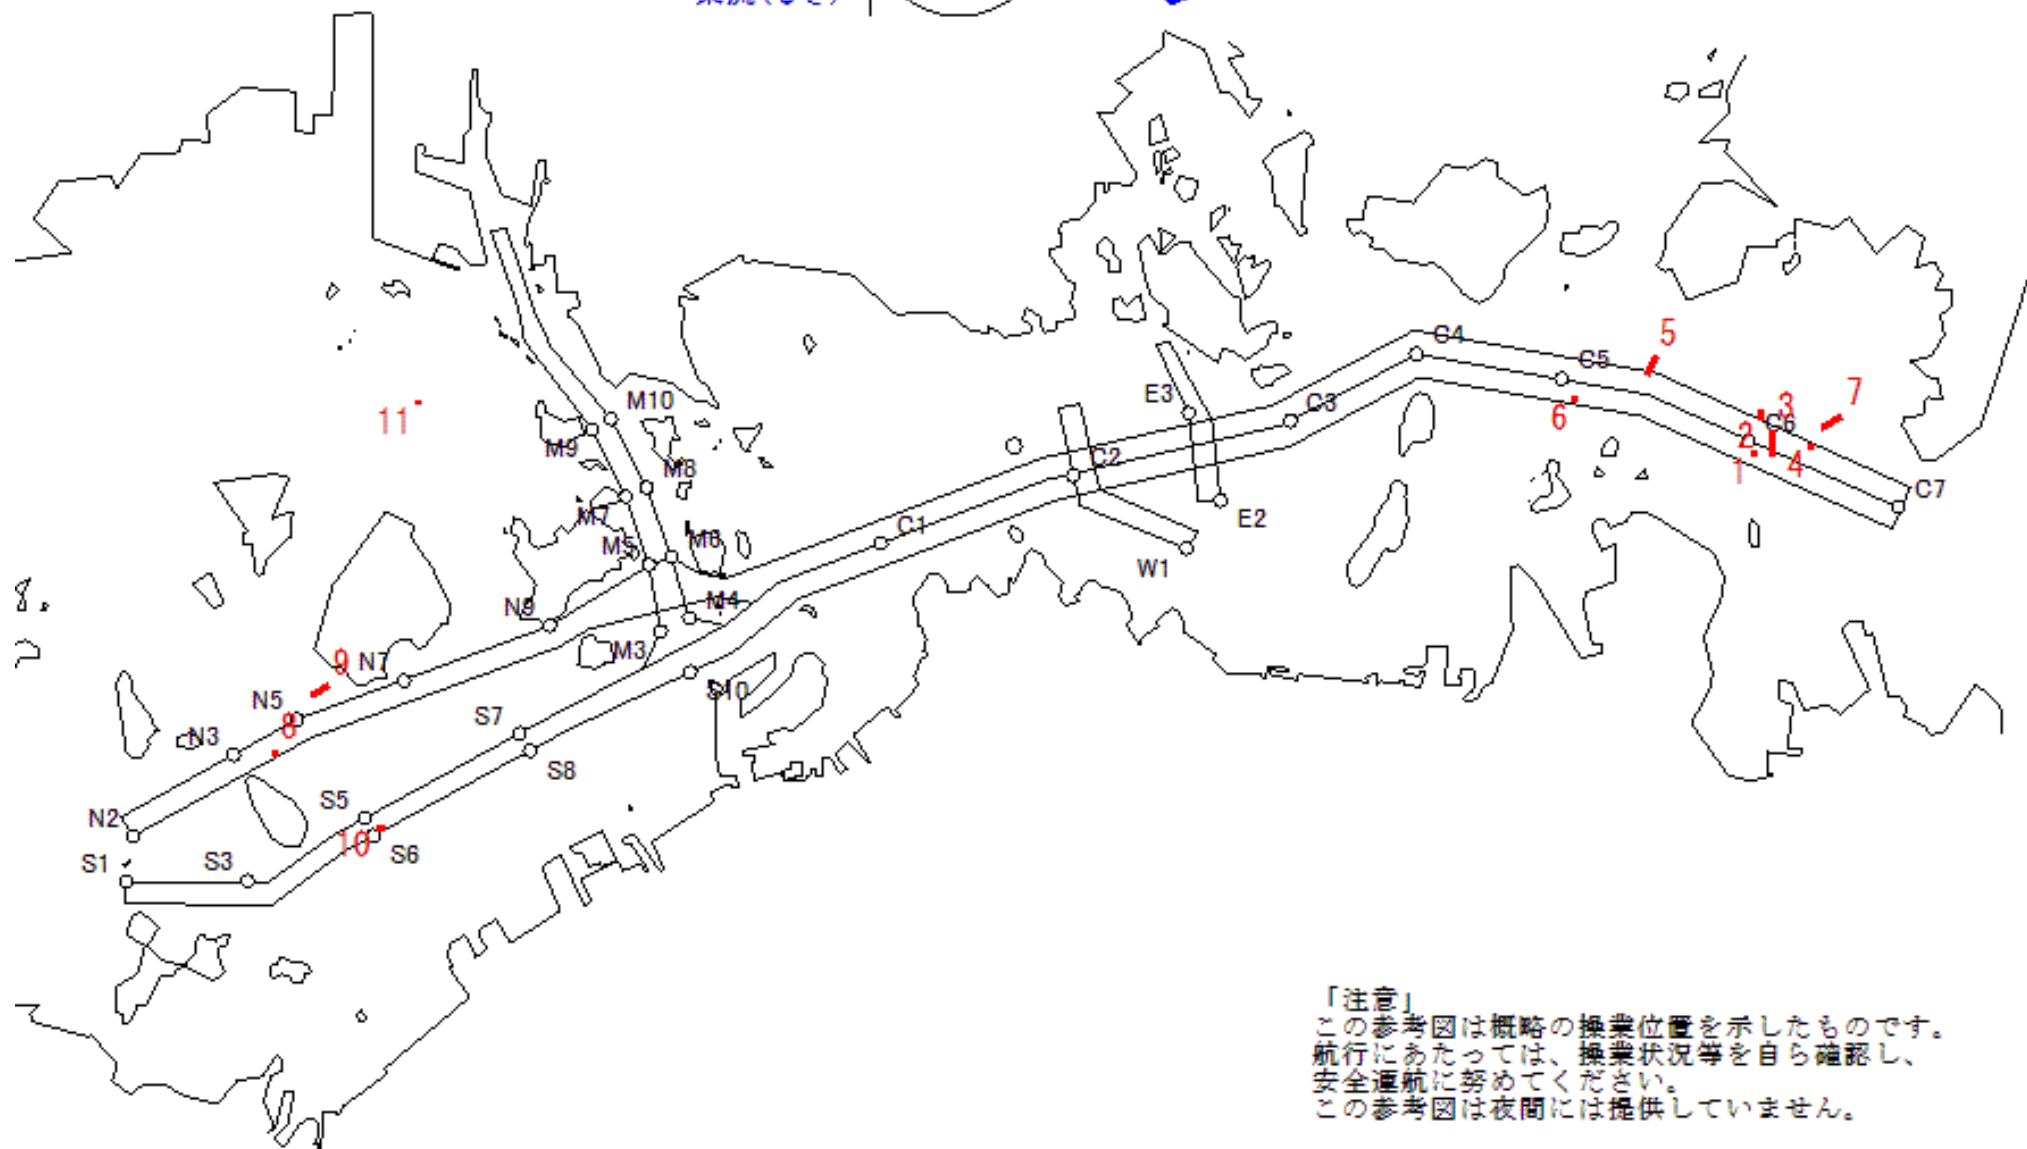 C4
5
C5
E3
C3
6
3
7
C6
2
1
4
C7
M10
11
M9
M8
C2
E2
M7
M5
M6
C1
W1
N9
M4
M3
9
N7
N5
8
N3
S7
S10
S8
S5
N2
10
S6
S1
S3
「注意」
この参考図は概略の操業位置を示したものです。
航行にあたっては、操業状況等を自ら確認し、
安全運航に努めてください。
この参考図は夜間には提供していません。